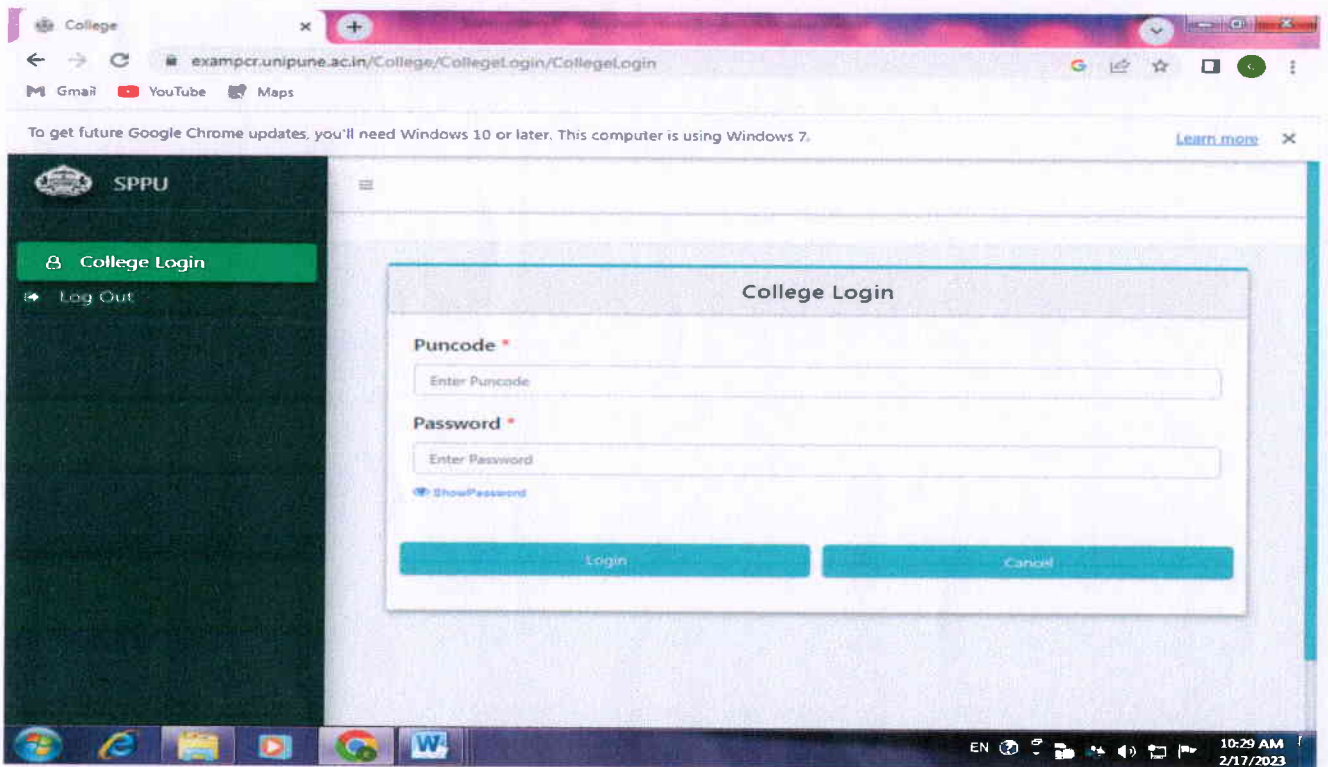 College
exampcr.unipune.ac.in/College/CollegeLogin/CollegeLogin
Gmail YouTube Maps
To get future Google Chrome updates, you'll need Windows 10 or later. This computer is using Windows 7. Learn more
SPPU
College Login
Log Out
College Login
Puncode *
Enter Puncode
Password *
Enter Password
ShowPassword
Login Cancel
EN 10:29 AM
2/17/2023